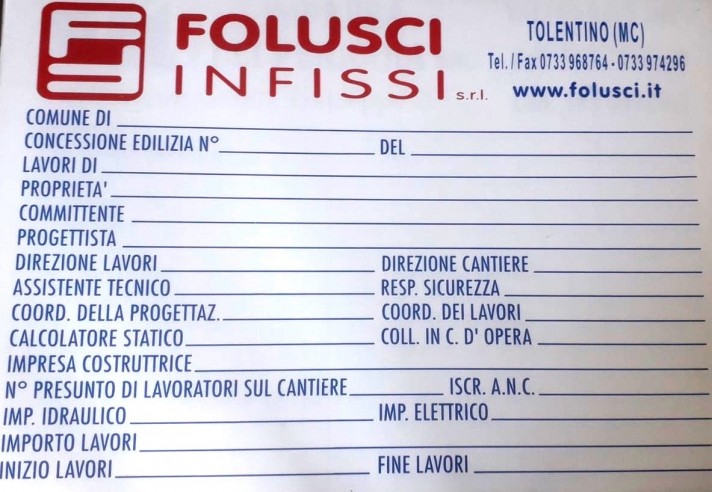 FOLUSCI
INFISSI s.r.l.
TOLENTINO (MC)
Tel./Fax 0733 968764 - 0733 974296
www.folusci.it
COMUNE DI
CONCESSIONE EDILIZIA N° DEL
LAVORI DI
PROPRIETA'
COMMITTENTE
PROGETTISTA
DIREZIONE LAVORI DIREZIONE CANTIERE
ASSISTENTE TECNICO RESP. SICUREZZA
COORD. DELLA PROGETTAZ. COORD. DEI LAVORI
CALCOLATORE STATICO COLL. IN C. D' OPERA
IMPRESA COSTRUTTRICE
N° PRESUNTO DI LAVORATORI SUL CANTIERE ISCR. A.N.C.
IMP. IDRAULICO IMP. ELETTRICO
IMPORTO LAVORI
INIZIO LAVORI FINE LAVORI